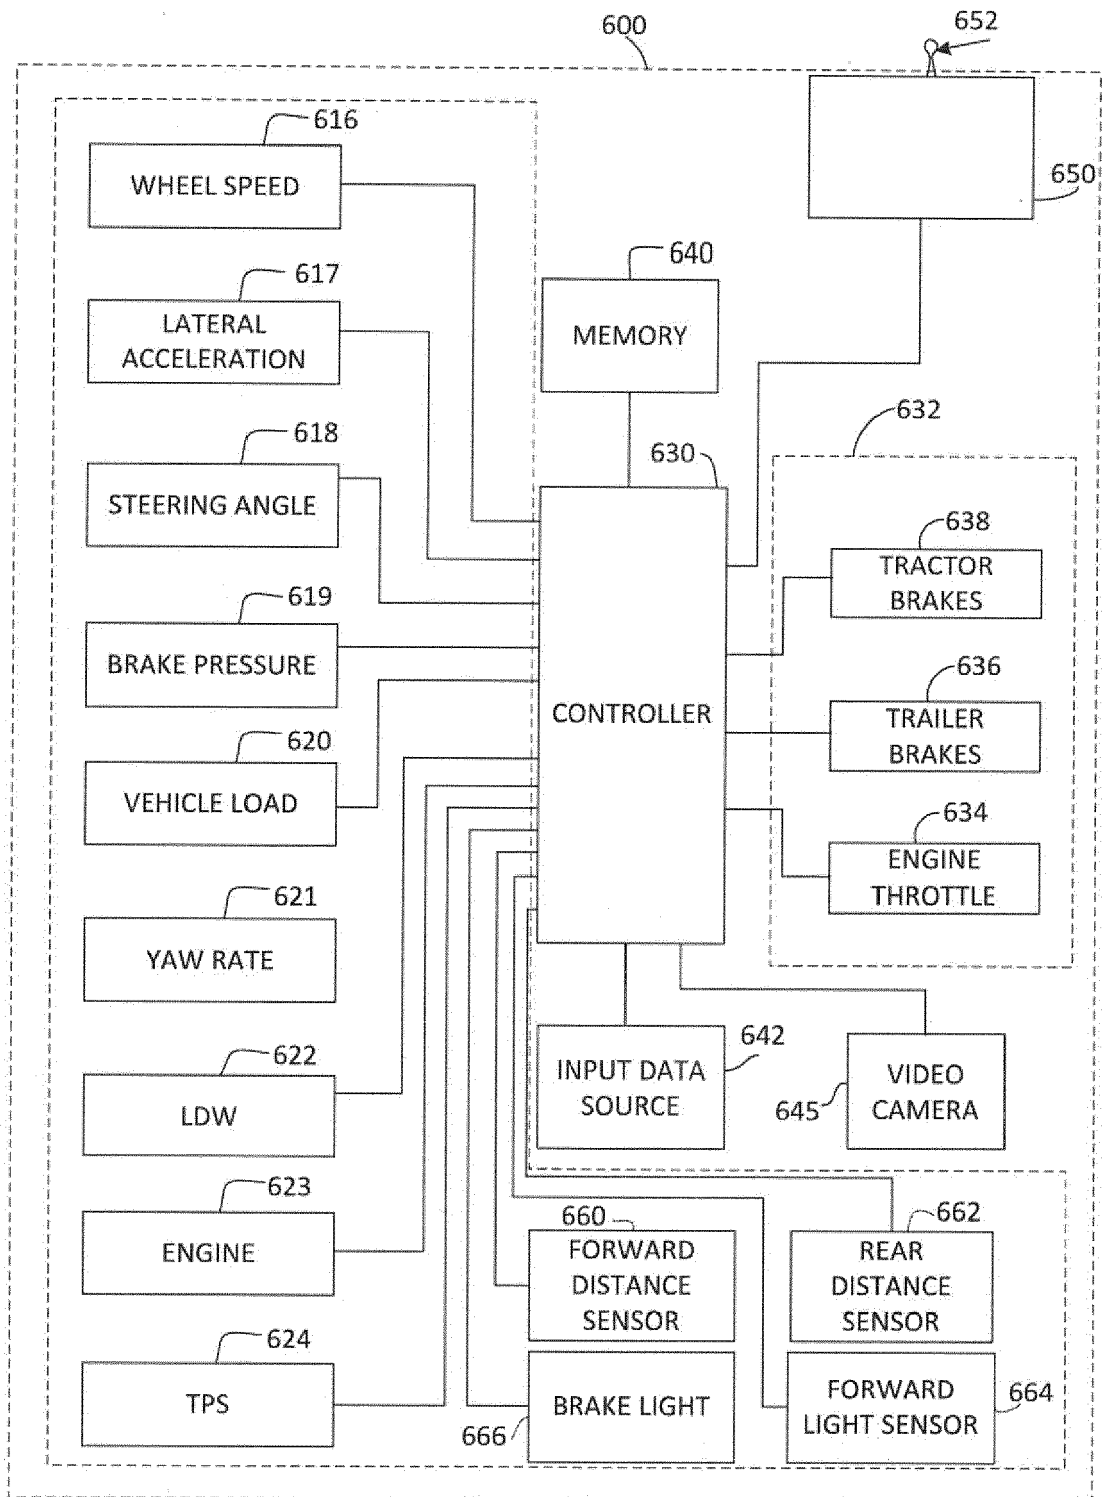 600
652
616
WHEEL SPEED
650
617
LATERAL
ACCELERATION
640
MEMORY
618
STEERING ANGLE
630
632
638
TRACTOR
BRAKES
619
BRAKE PRESSURE
CONTROLLER
636
TRAILER
BRAKES
620
VEHICLE LOAD
634
ENGINE
THROTTLE
621
YAW RATE
622
LDW
642
INPUT DATA
SOURCE
645
VIDEO
CAMERA
623
ENGINE
660
FORWARD
DISTANCE
SENSOR
662
REAR
DISTANCE
SENSOR
624
TPS
666
BRAKE LIGHT
FORWARD
LIGHT SENSOR
664